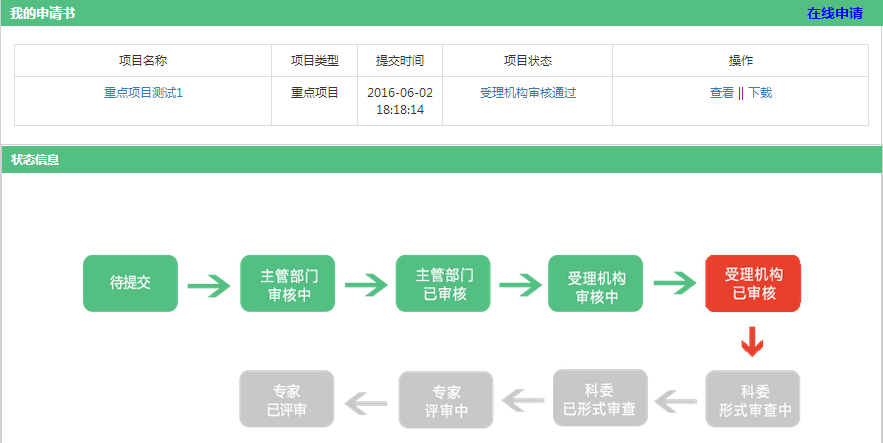 我的申请书
在线申请
项目名称
项目类型
提交时间
项目状态
操作
重点项目测试1
重点项目
2016-06-02
18:18:14
受理机构审核通过
查看 || 下载
状态信息
待提交
主管部门
审核中
主管部门
已审核
受理机构
审核中
受理机构
已审核
专家
已评审
专家
评审中
科委
已形式审查
科委
形式审查中